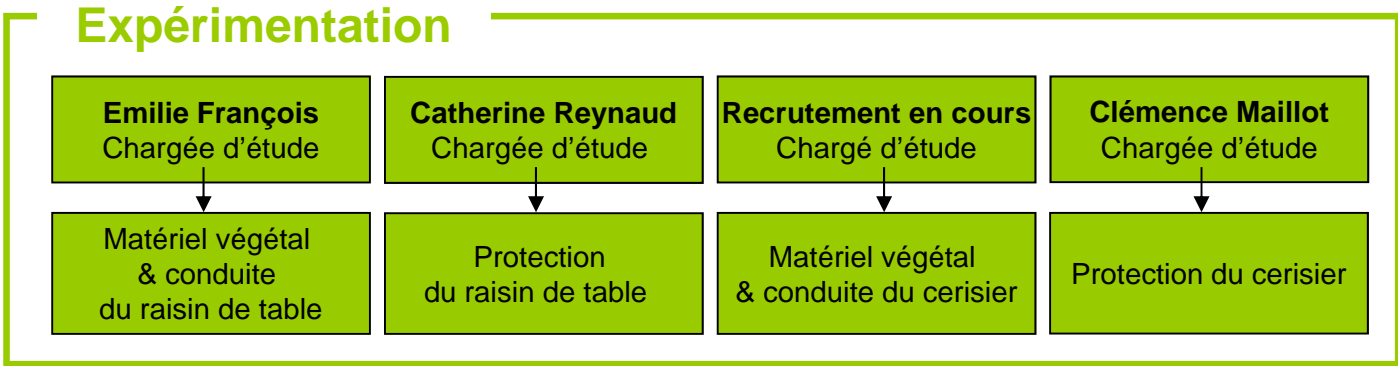 Expérimentation
Emilie François
Chargée d'étude
Catherine Reynaud
Chargée d'étude
Recrutement en cours
Chargé d'étude
Clémence Maillot
Chargée d'étude
Matériel végétal
& conduite
du raisin de table
Protection
du raisin de table
Matériel végétal
& conduite du cerisier
Protection du cerisier